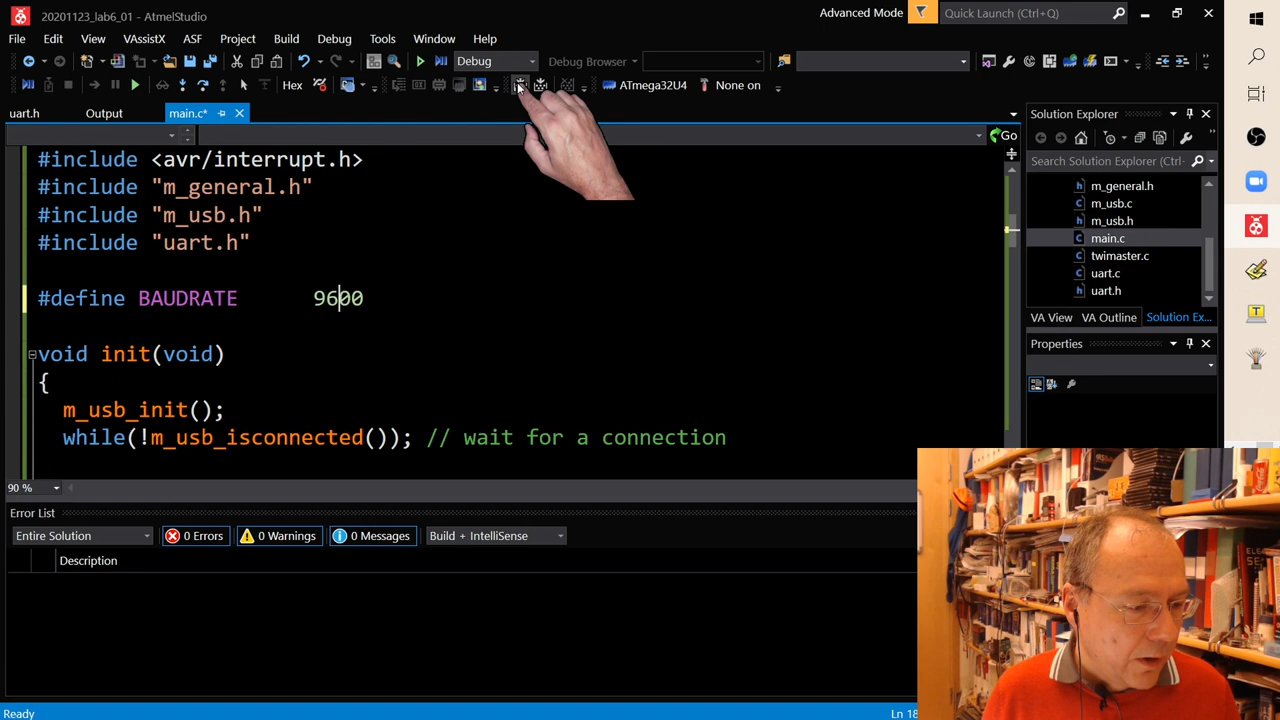 20201123_lab6_01 - AtmelStudio
Advanced Mode
Quick Launch (Ctrl+Q)
File Edit View VAssistX ASF Project Build Debug Tools Window Help
Debug
Debug Browser
Hex
ATmega32U4
None on
uart.h Output main.c*
Go
#include <avr/interrupt.h>
#include "m_general.h"
#include "m_usb.h"
#include "uart.h"
#define BAUDRATE 9600
void init(void)
{
m_usb_init();
while(!m_usb_isconnected()); // wait for a connection
90 %
Solution Explorer
Search Solution Explorer (Ctrl-
m_general.h
m_usb.c
m_usb.h
main.c
twimaster.c
uart.c
uart.h
VA View VA Outline Solution Ex...
Properties
Error List
Entire Solution
0 Errors
0 Warnings
0 Messages
Build + IntelliSense
Description
Ready
Ln 18